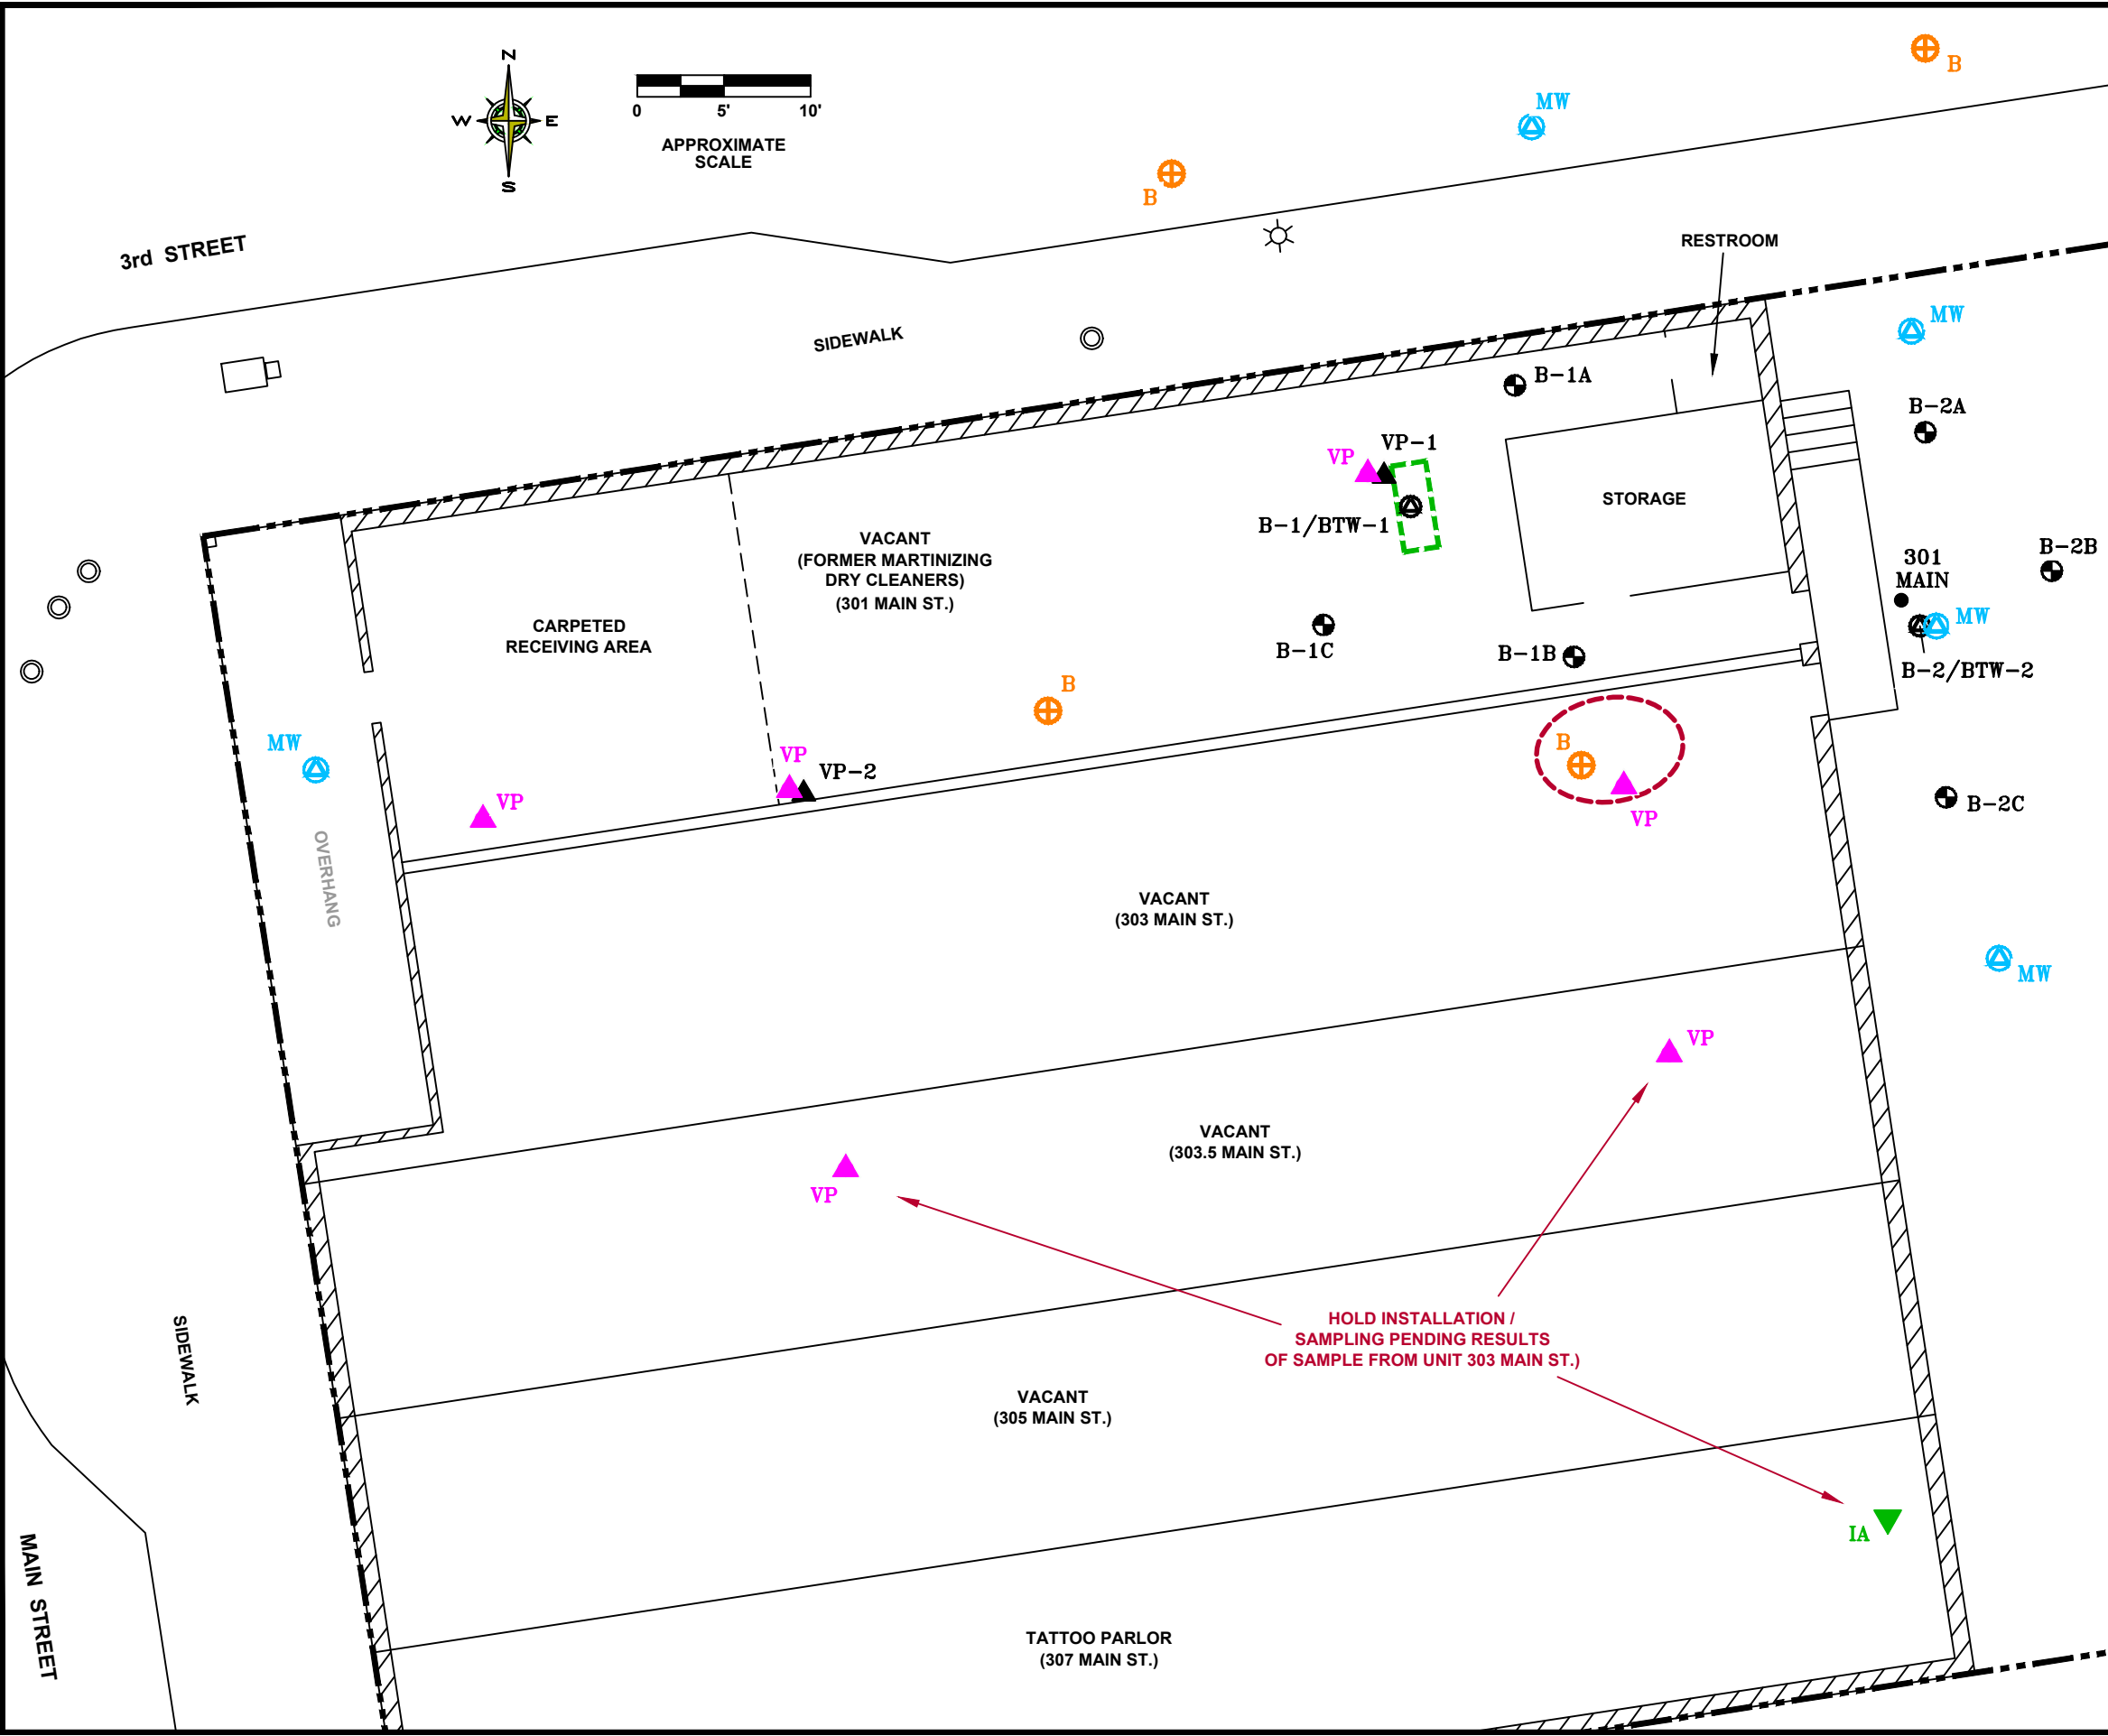 N
W
E
S
0 5' 10'
APPROXIMATE
SCALE
B
MW
B
3rd STREET
SIDEWALK
RESTROOM
MW
B-1A
B-2A
VP-1
VP
STORAGE
B-1/BTW-1
VACANT
(FORMER MARTINIZING
DRY CLEANERS)
(301 MAIN ST.)
301
MAIN
B-2B
MW
B-2/BTW-2
CARPETED
RECEIVING AREA
B-1C
B-1B
B
B
VP
MW
VP
VP-2
VP
B-2C
OVERHANG
VACANT
(303 MAIN ST.)
MW
VP
VACANT
(303.5 MAIN ST.)
VP
HOLD INSTALLATION /
SAMPLING PENDING RESULTS
OF SAMPLE FROM UNIT 303 MAIN ST.)
SIDEWALK
VACANT
(305 MAIN ST.)
IA
MAIN STREET
TATTOO PARLOR
(307 MAIN ST.)